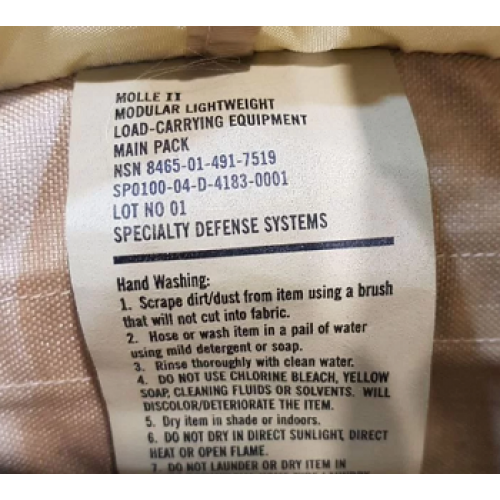 MOLLE II
MODULAR LIGHTWEIGHT
LOAD-CARRYING EQUIPMENT
MAIN PACK
NSN 8465-01-491-7519
SP0100-04-D-4183-0001
LOT NO 01
SPECIALTY DEFENSE SYSTEMS
Hand Washing:
1. Scrape dirt/dust from item using a brush
that will not cut into fabric.
2. Hose or wash item in a pail of water
using mild detergent or soap.
3. Rinse thoroughly with clean water.
4. DO NOT USE CHLORINE BLEACH, YELLOW
SOAP, CLEANING FLUIDS OR SOLVENTS. WILL
DISCOLOR/DETERIORATE THE ITEM.
5. Dry item in shade or indoors.
6. DO NOT DRY IN DIRECT SUNLIGHT, DIRECT
HEAT OR OPEN FLAME.
7. DO NOT LAUNDER OR DRY ITEM IN